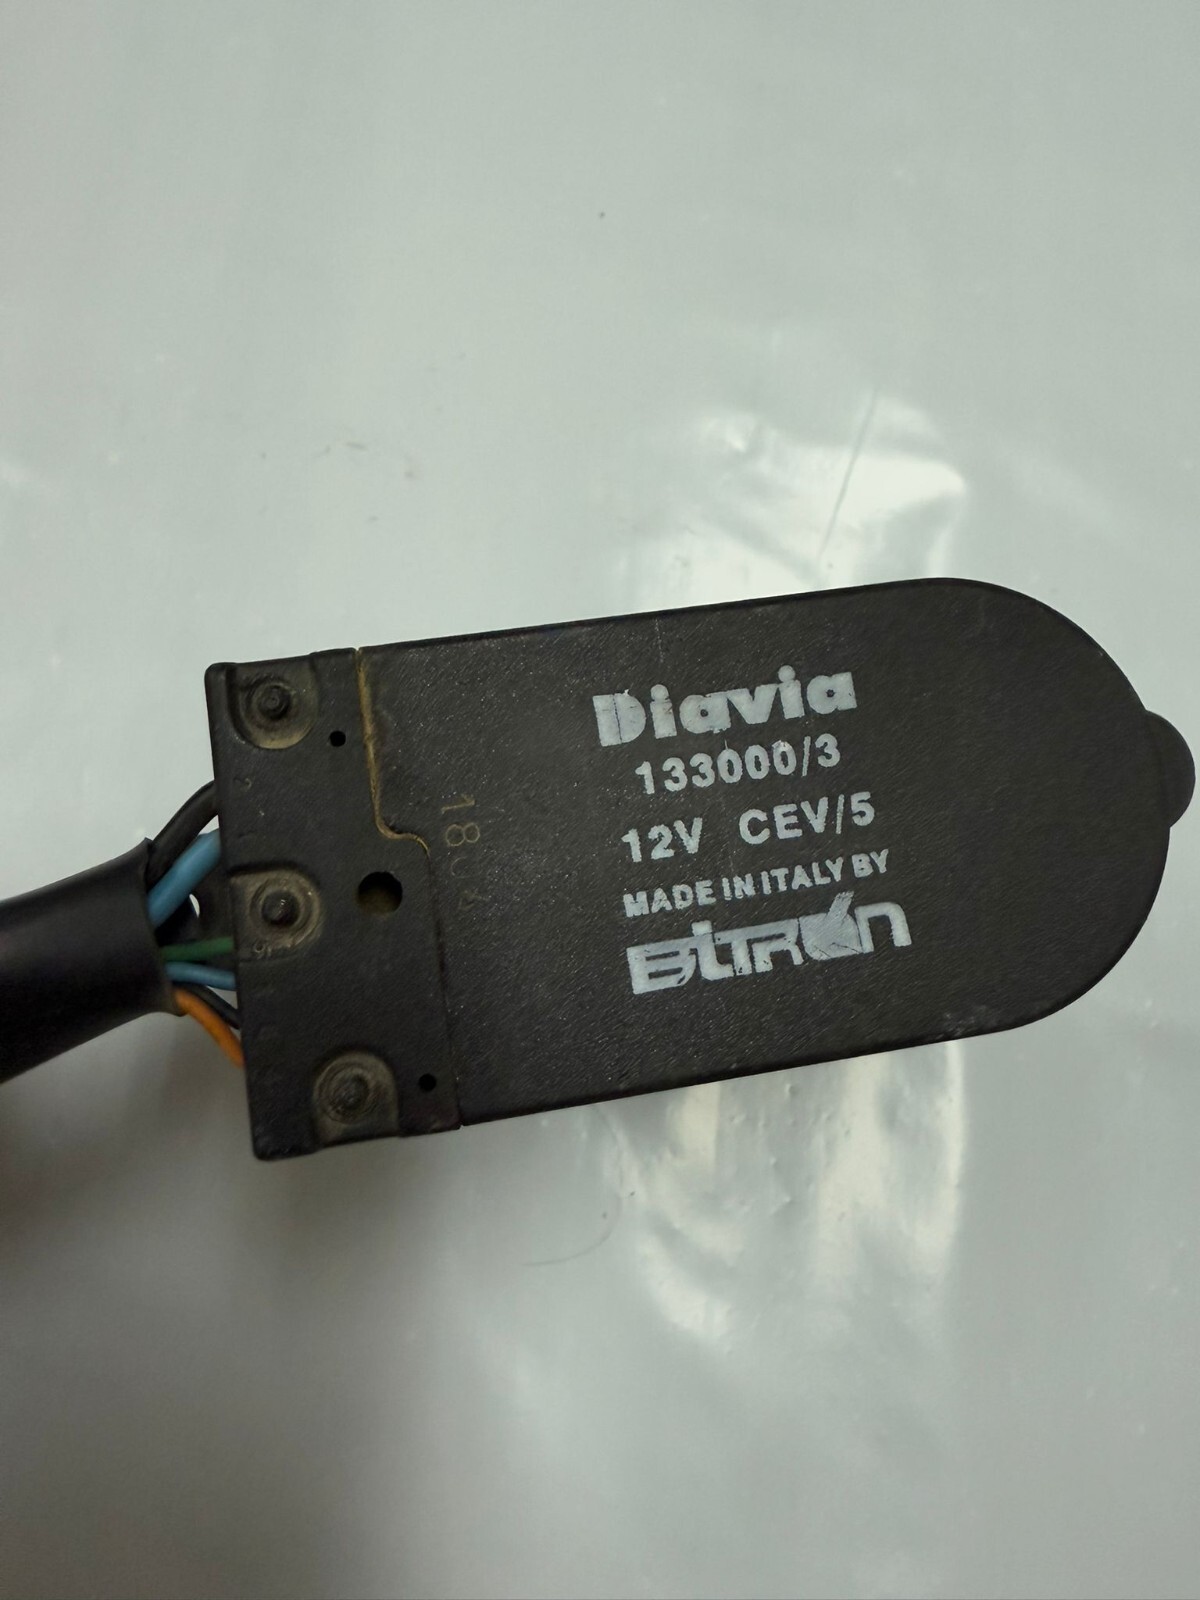 Diavia
133000/3
12V CEV/5
MADE IN ITALY BY
BiTRON